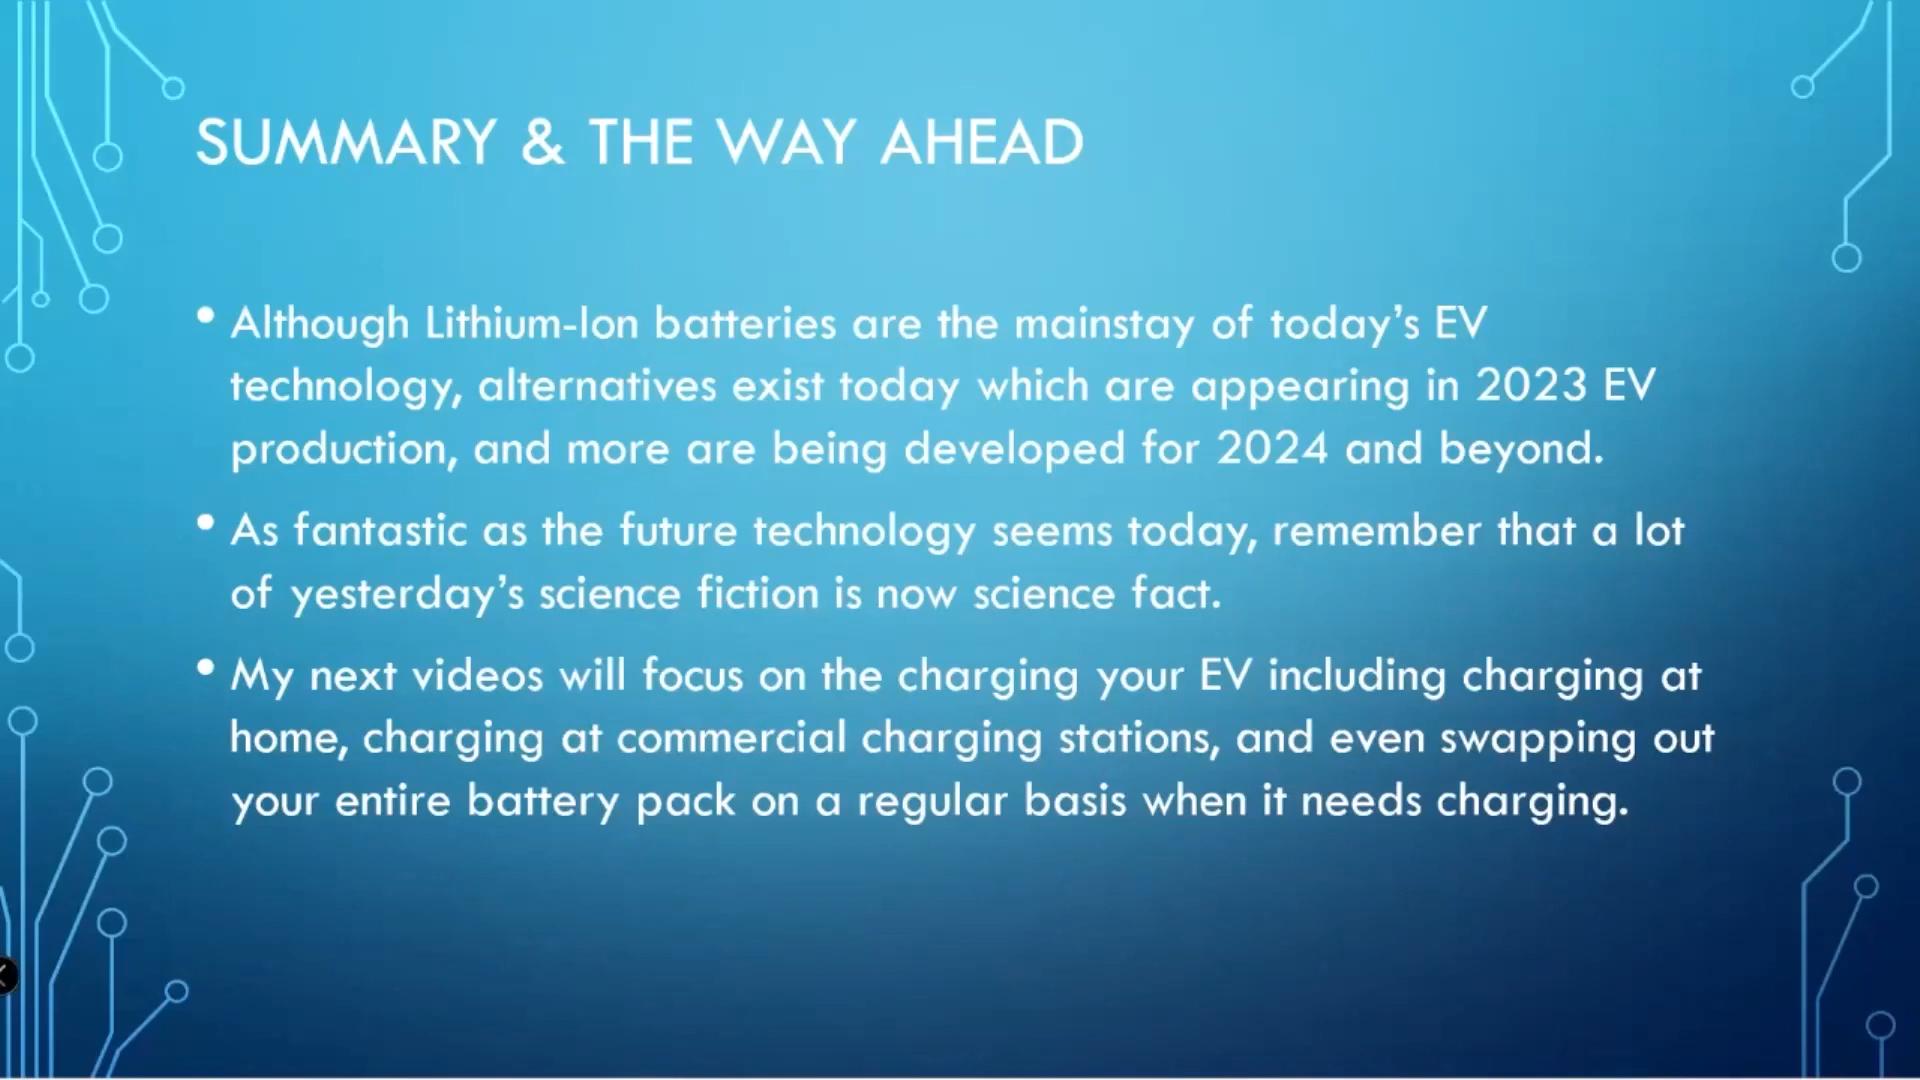 SUMMARY & THE WAY AHEAD
• Although Lithium-Ion batteries are the mainstay of today’s EV
technology, alternatives exist today which are appearing in 2023 EV
production, and more are being developed for 2024 and beyond.
• As fantastic as the future technology seems today, remember that a lot
of yesterday’s science fiction is now science fact.
• My next videos will focus on the charging your EV including charging at
home, charging at commercial charging stations, and even swapping out
your entire battery pack on a regular basis when it needs charging.